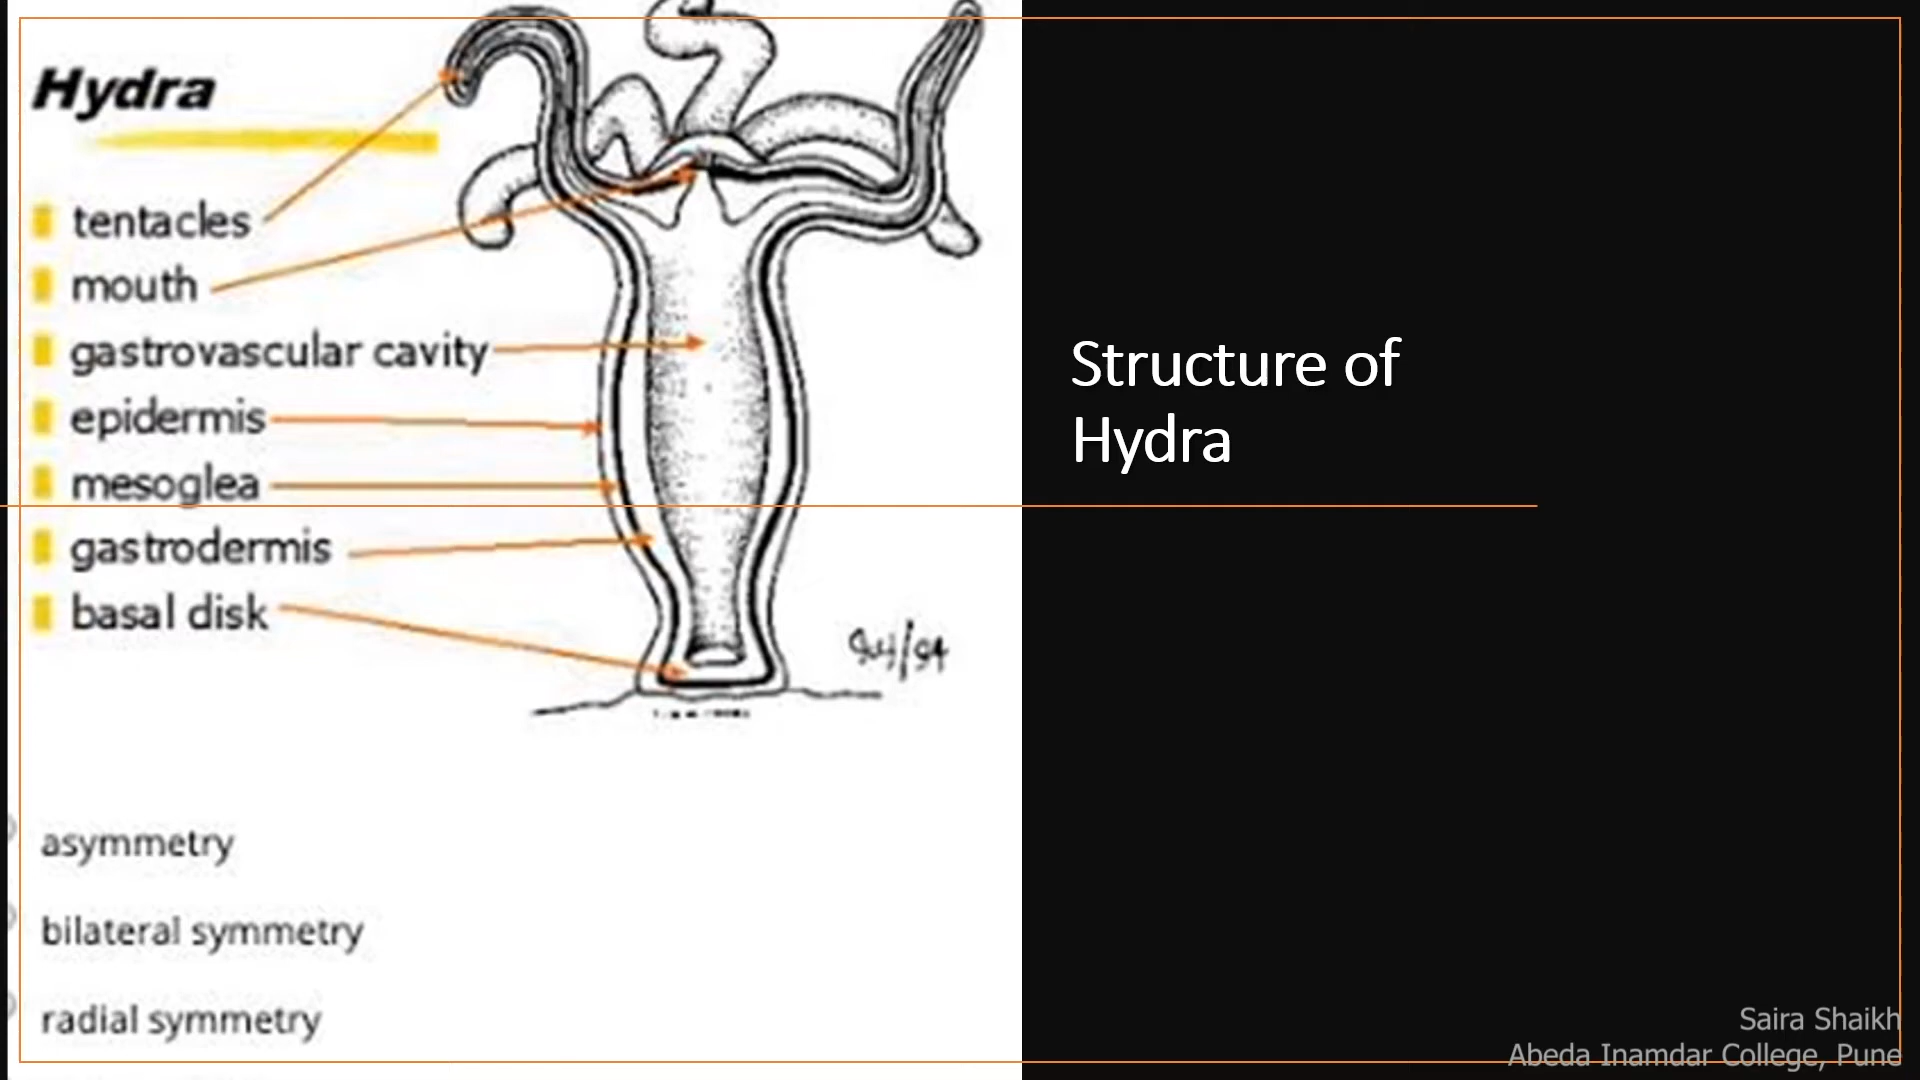 Hydra
tentacles
mouth
gastrovascular cavity
epidermis
mesoglea
gastrodermis
basal disk
asymmetry
bilateral symmetry
radial symmetry
Structure of
Hydra
Saira Shaikh
Abeda Inamdar College, Pune